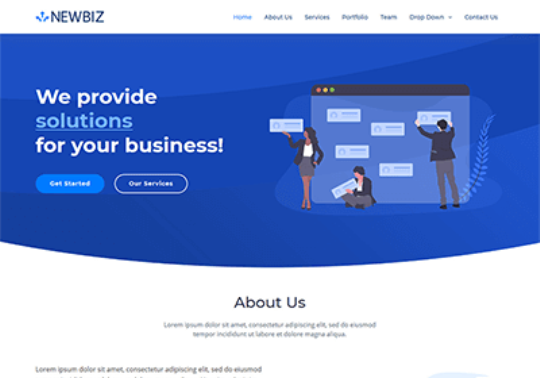 NEWBIZ
Home About Us Services Portfolio Team Drop Down Contact Us
We provide
solutions
for your business!
Get Started Our Services
About Us
Lorem ipsum dolor sit amet, consectetur adipiscing elit, sed do eiusmod
tempor incididunt ut labore et dolore magna aliqua.
Lorem ipsum dolor sit amet, consectetur adipiscing elit, sed do eiusmod